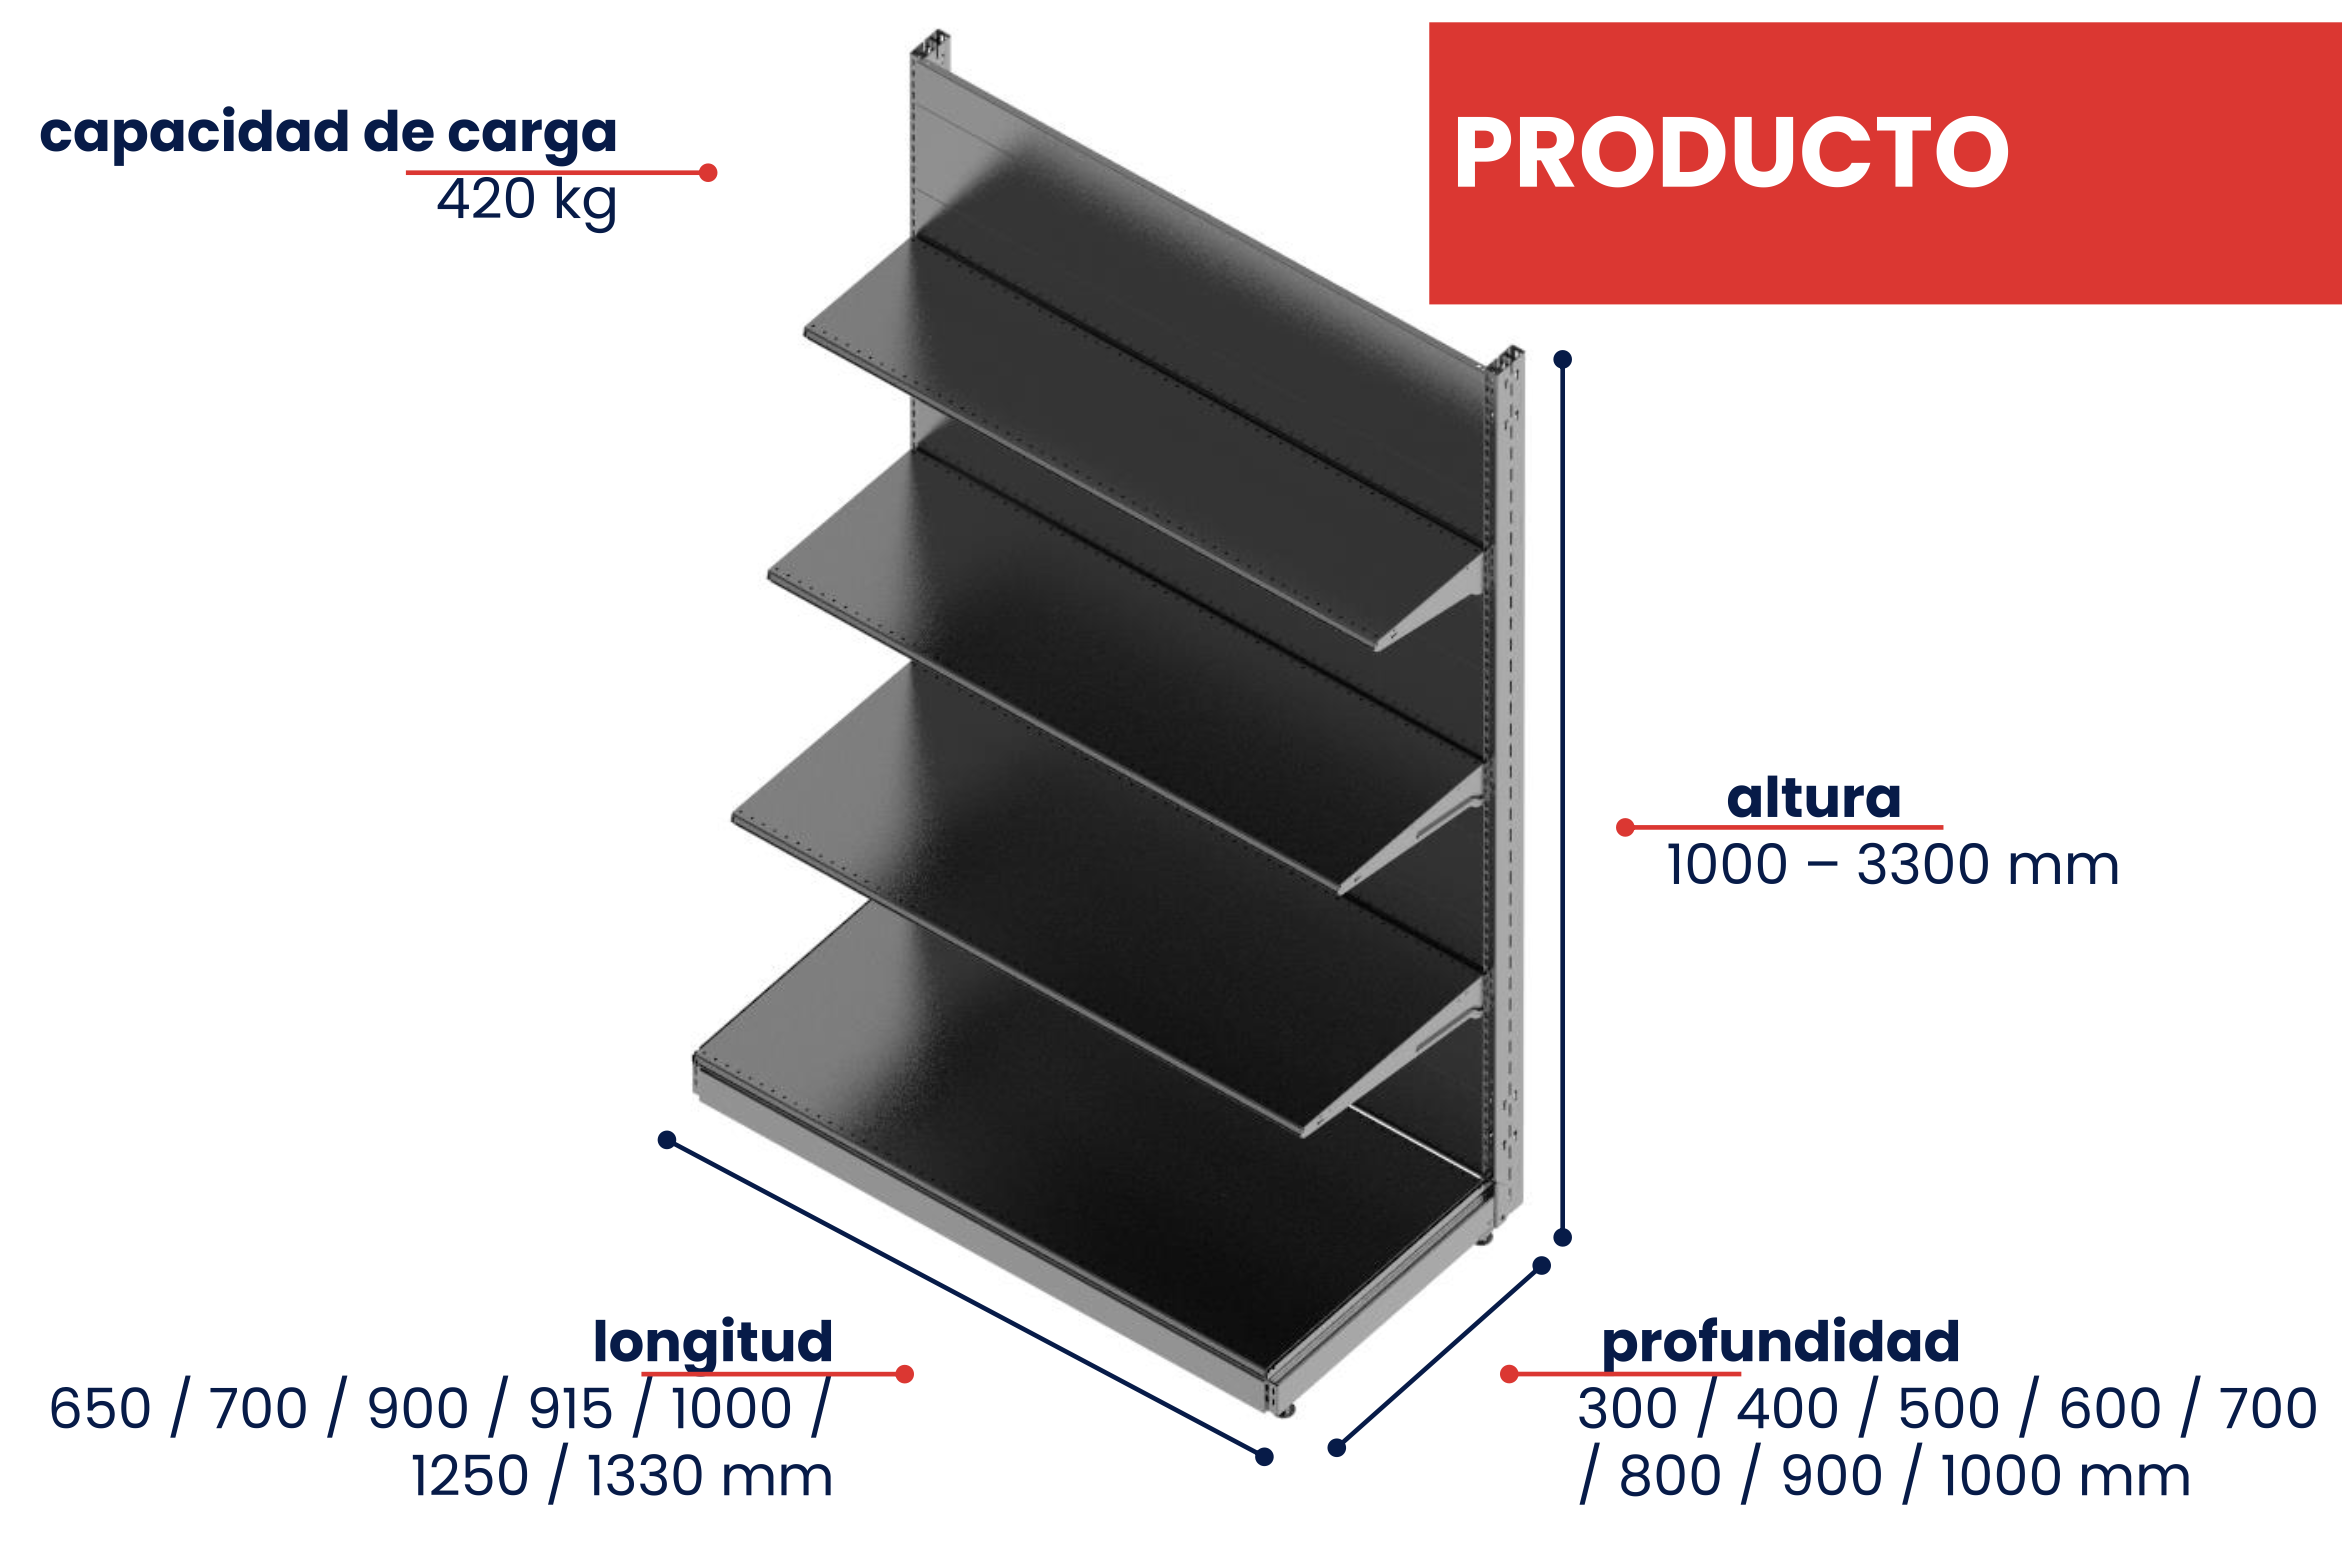 PRODUCTO
capacidad de carga
420 kg
altura
1000 – 3300 mm
longitud
650 / 700 / 900 / 915 / 1000 /
1250 / 1330 mm
profundidad
300 / 400 / 500 / 600 / 700
/ 800 / 900 / 1000 mm